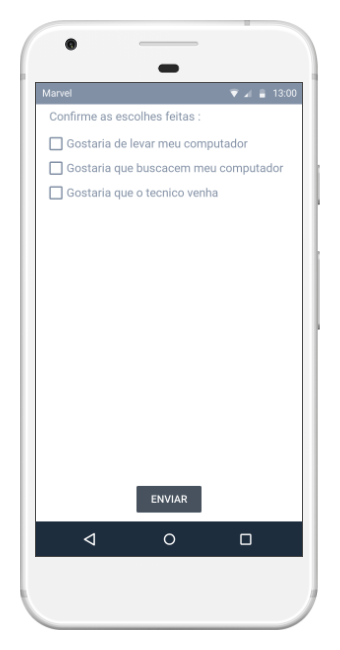 Marvel 13:00
Confirme as escolhes feitas :
Gostaria de levar meu computador
Gostaria que buscacem meu computador
Gostaria que o tecnico venha
ENVIAR